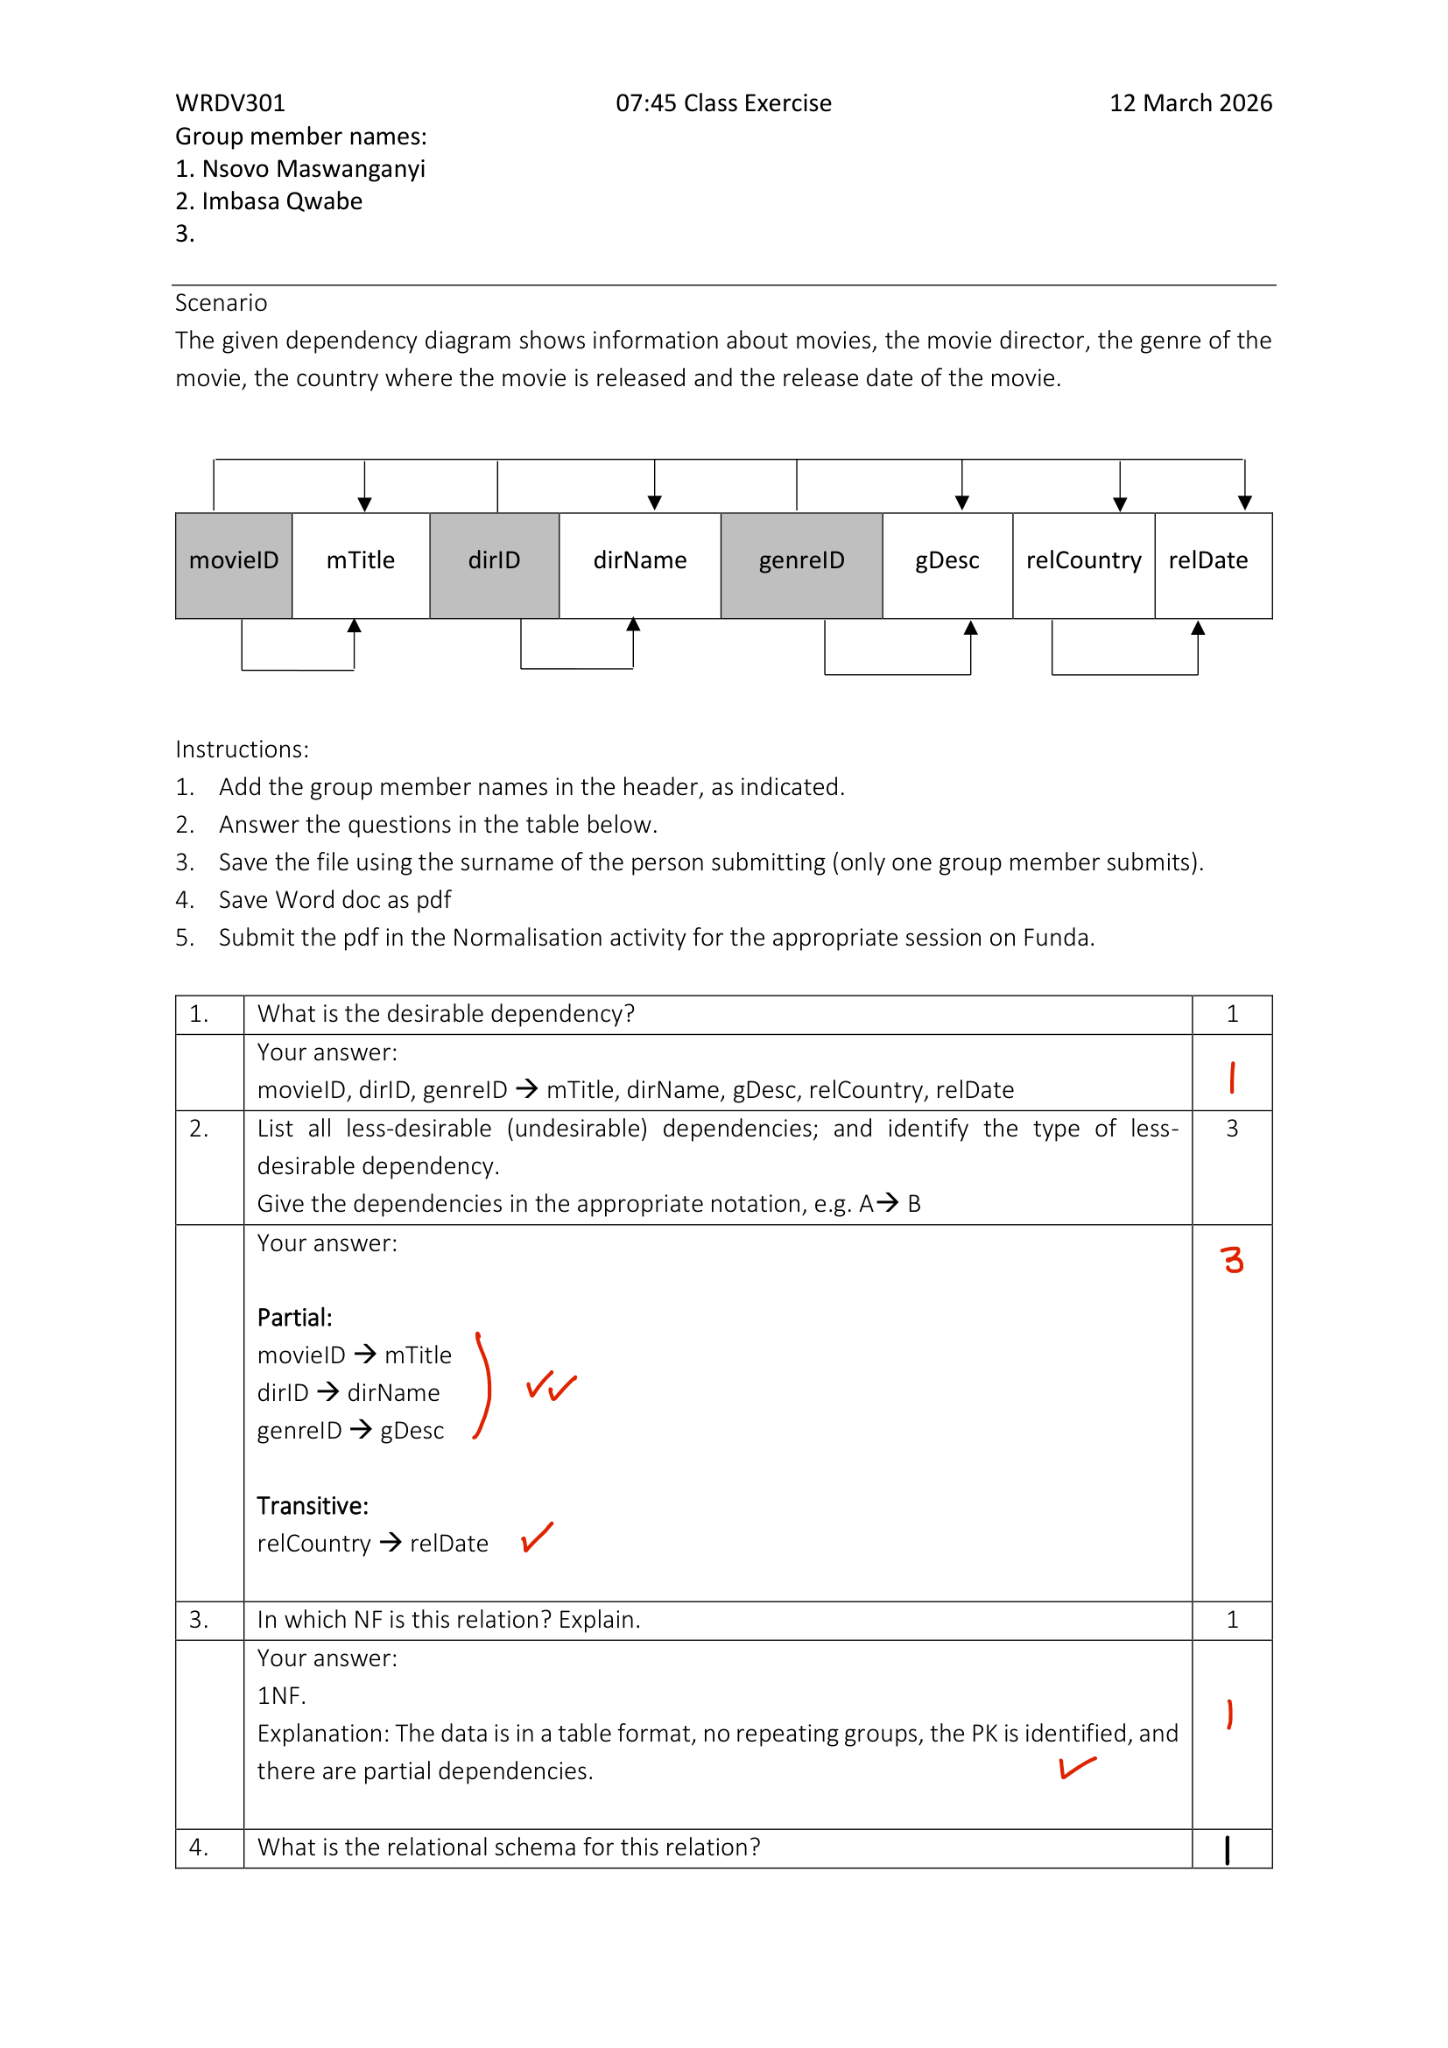 WRDV301 07:45 Class Exercise 12 March 2026
Group member names:
1. Nsovo Maswanganyi
2. Imbasa Qwabe
3.
Scenario
The given dependency diagram shows information about movies, the movie director, the genre of the
movie, the country where the movie is released and the release date of the movie.
movieID mTitle dirID dirName genreID gDesc relCountry relDate
Instructions:
1. Add the group member names in the header, as indicated.
2. Answer the questions in the table below.
3. Save the file using the surname of the person submitting (only one group member submits).
4. Save Word doc as pdf
5. Submit the pdf in the Normalisation activity for the appropriate session on Funda.
1. What is the desirable dependency? 1
Your answer:
movieID, dirID, genreID → mTitle, dirName, gDesc, relCountry, relDate 1
2. List all less-desirable (undesirable) dependencies; and identify the type of less- 3
desirable dependency.
Give the dependencies in the appropriate notation, e.g. A→ B
Your answer: 3
Partial:
movieID → mTitle
dirID → dirName ✓✓
genreID → gDesc
Transitive:
relCountry → relDate ✓
3. In which NF is this relation? Explain. 1
Your answer:
1NF. 1
Explanation: The data is in a table format, no repeating groups, the PK is identified, and
there are partial dependencies. ✓
4. What is the relational schema for this relation? 1